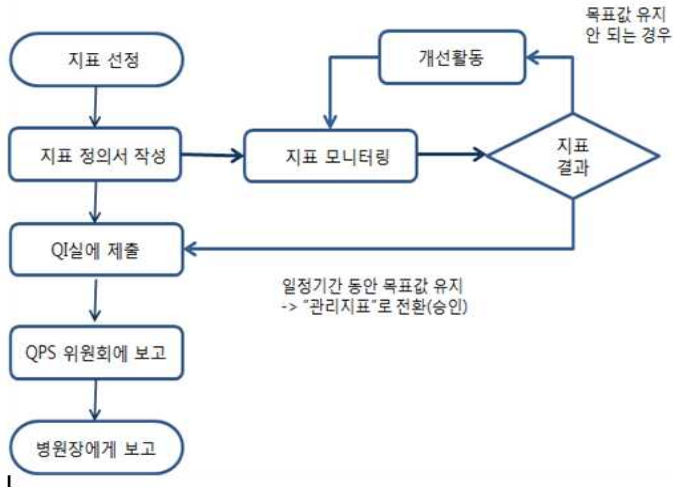 목표값 유지
안 되는 경우
지표 선정
개선활동
지표 정의서 작성
지표 모니터링
지표
결과
QI실에 제출
일정기간 동안 목표값 유지
-> "관리지표"로 전환(승인)
QPS 위원회에 보고
병원장에게 보고